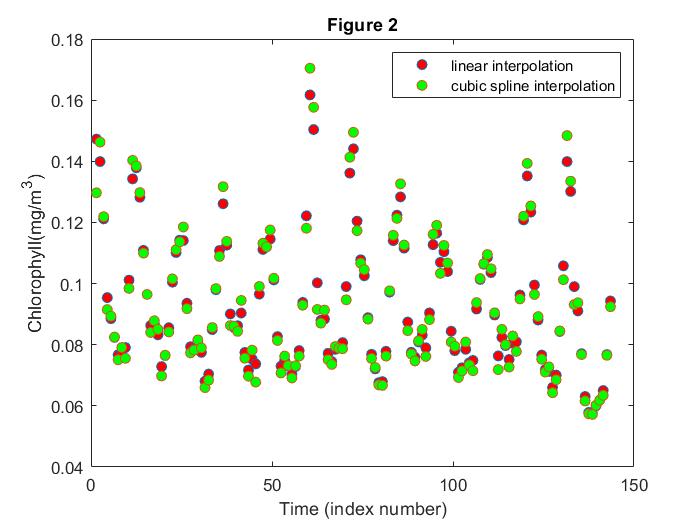 Figure 2
linear interpolation
cubic spline interpolation
0.18
0.16
0.14
0.12
0.1
0.08
0.06
0.04
Chlorophyll(mg/m³)
0
50
100
150
Time (index number)